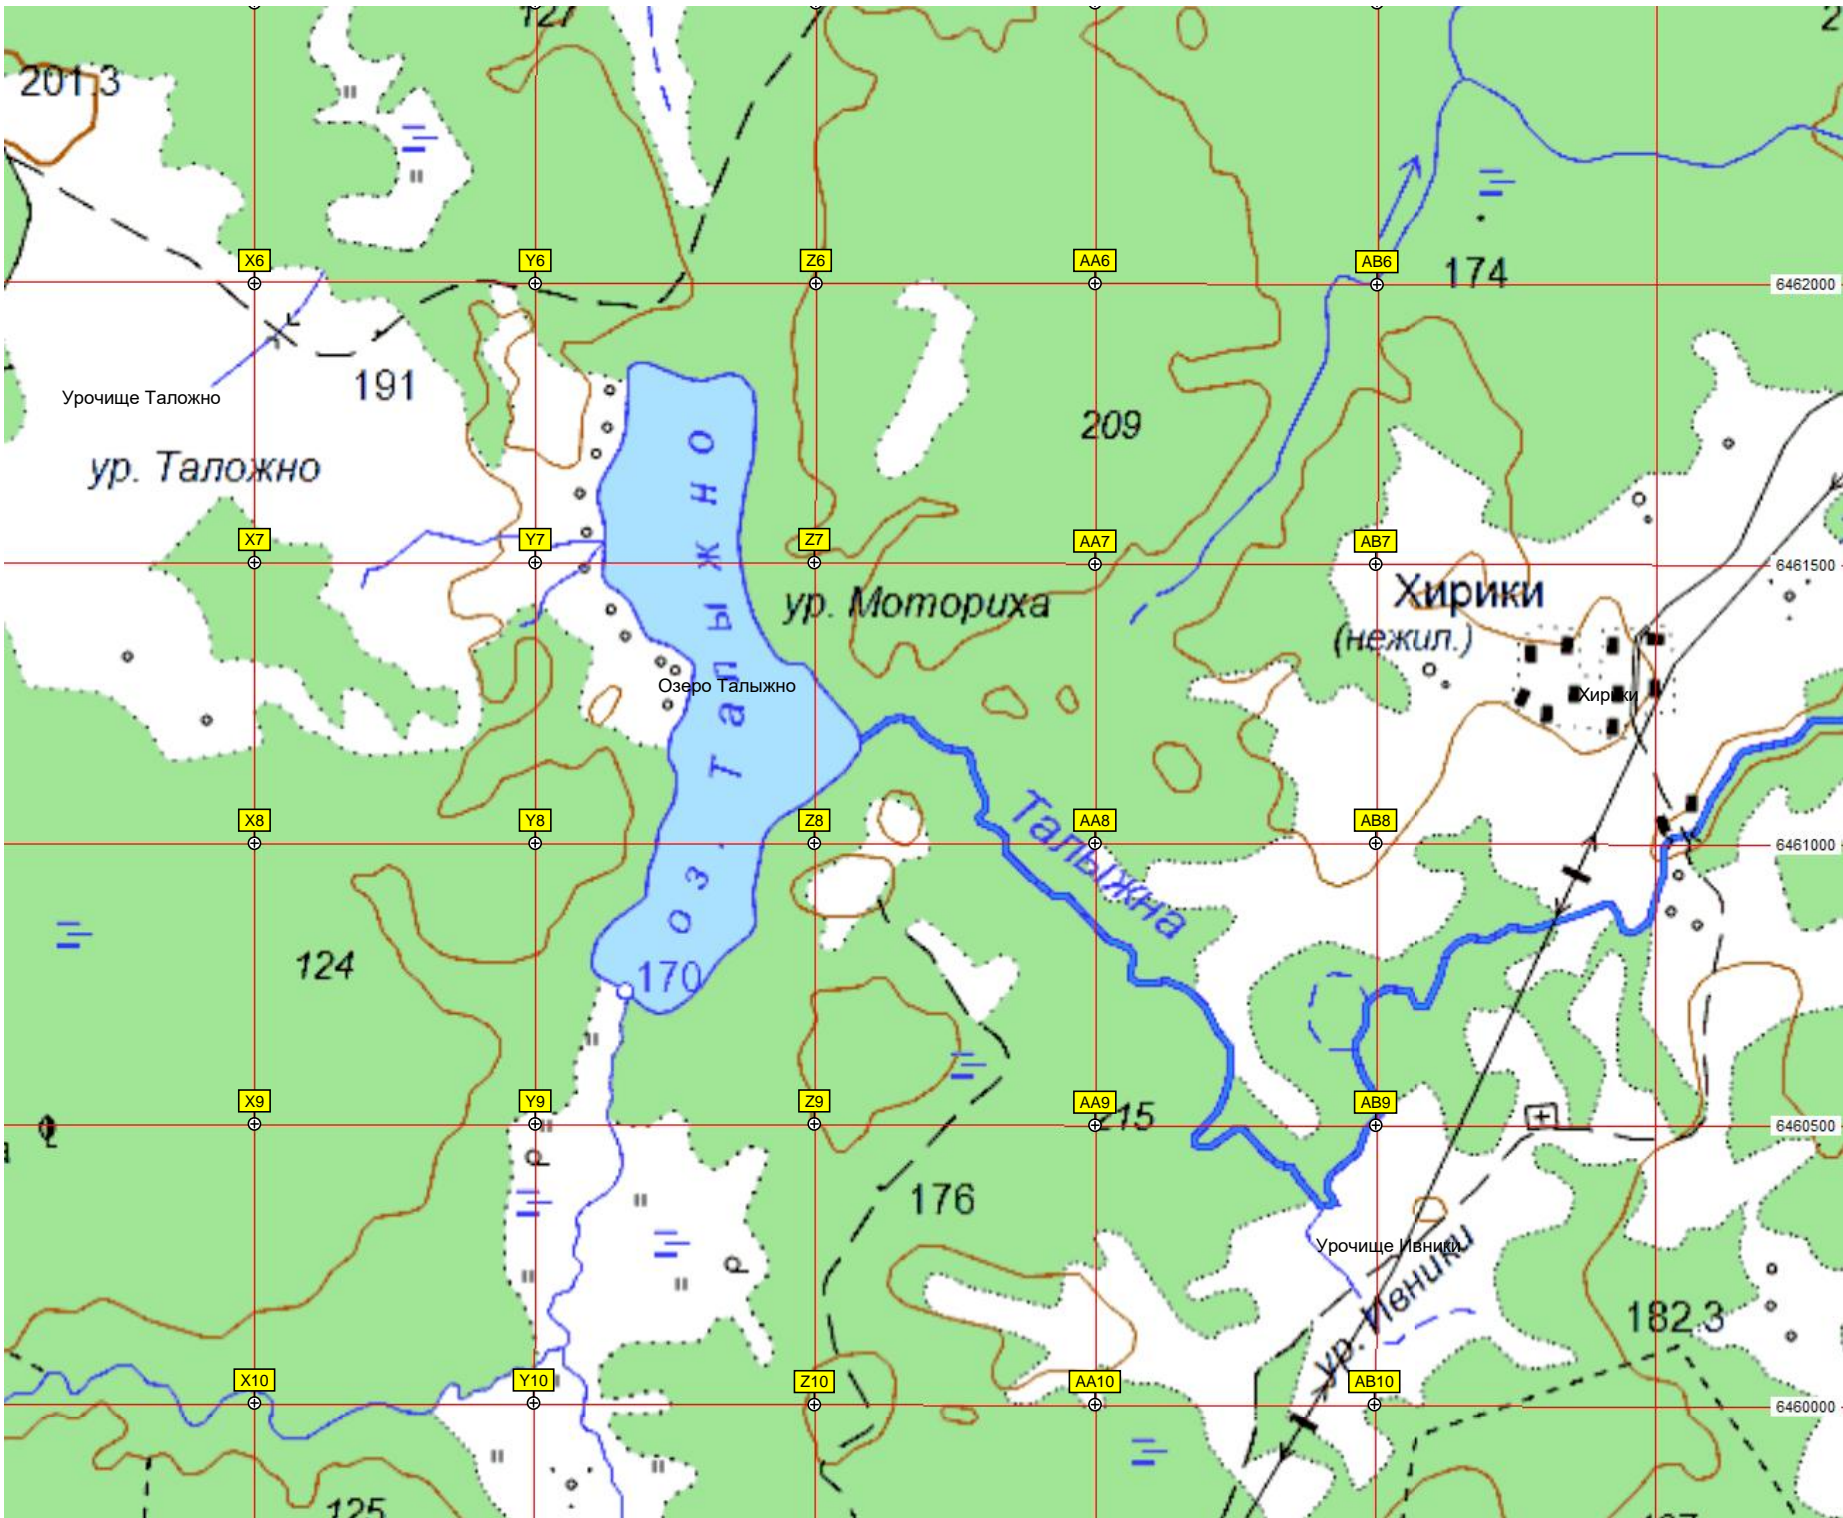 127
2
201,3
X6
Y6
Z6
AA6
AB6
174
6462000
191
Урочище Таложно
209
ур. Таложно
X7
Y7
Z7
AA7
AB7
6461500
ур. Моториха
Хирики
(нежил.)
Озеро Талыжно
Хирики
оз. Талыжно
X8
Y8
Z8
AA8
AB8
6461000
Талыжна
124
170
X9
Y9
Z9
AA9
AB9
215
6460500
р
176
Урочище Ивники
ур. Ивники
р
182,3
X10
Y10
Z10
AA10
AB10
6460000
125